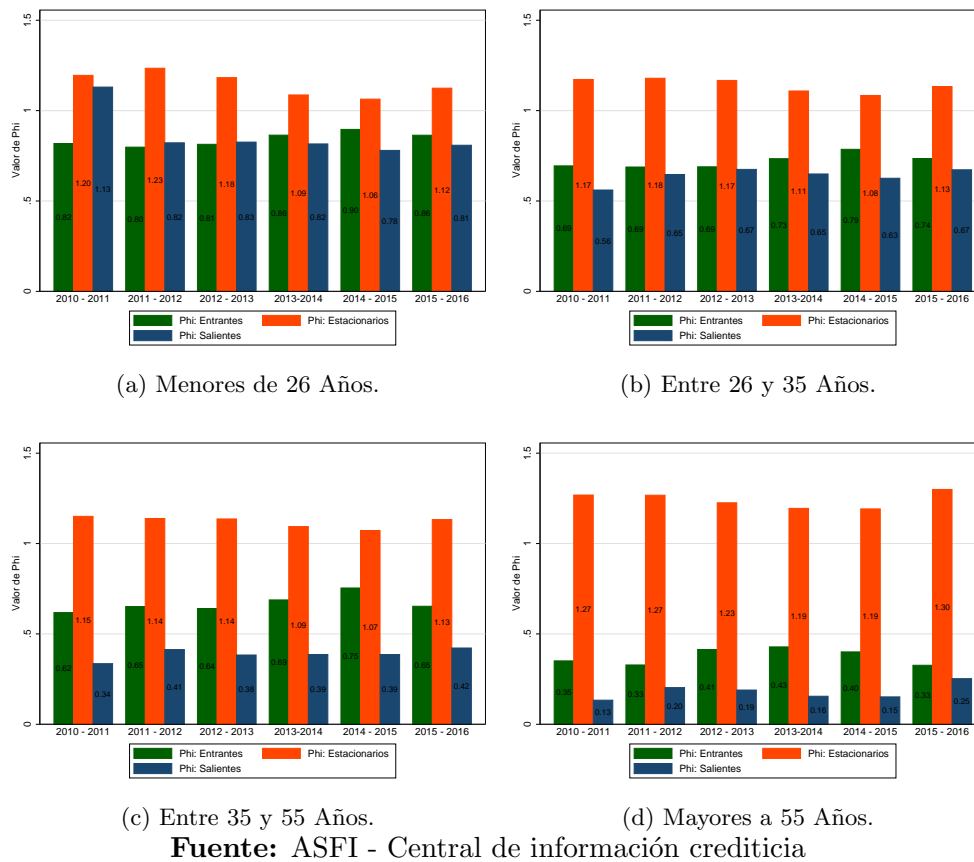 1.5
1
.5
0
Valor de Phi
0.82 1.20 1.13 0.80 1.23 0.82 0.81 1.18 0.83 0.86 1.09 0.82 0.90 1.06 0.78 0.86 1.12 0.81
2010 - 2011 2011 - 2012 2012 - 2013 2013-2014 2014 - 2015 2015 - 2016
Phi: Entrantes Phi: Estacionarios
Phi: Salientes
(a) Menores de 26 Años.
1.5
1
.5
0
Valor de Phi
0.69 1.17 0.56 0.69 1.18 0.65 0.69 1.17 0.67 0.73 1.11 0.65 0.79 1.08 0.63 0.74 1.13 0.67
2010 - 2011 2011 - 2012 2012 - 2013 2013-2014 2014 - 2015 2015 - 2016
Phi: Entrantes Phi: Estacionarios
Phi: Salientes
(b) Entre 26 y 35 Años.
1.5
1
.5
0
Valor de Phi
0.62 1.15 0.34 0.65 1.14 0.41 0.64 1.14 0.38 0.69 1.09 0.39 0.75 1.07 0.39 0.65 1.13 0.42
2010 - 2011 2011 - 2012 2012 - 2013 2013-2014 2014 - 2015 2015 - 2016
Phi: Entrantes Phi: Estacionarios
Phi: Salientes
(c) Entre 35 y 55 Años.
1.5
1
.5
0
Valor de Phi
0.35 1.27 0.13 0.33 1.27 0.20 0.41 1.23 0.19 0.43 1.19 0.16 0.40 1.19 0.15 0.33 1.30 0.25
2010 - 2011 2011 - 2012 2012 - 2013 2013-2014 2014 - 2015 2015 - 2016
Phi: Entrantes Phi: Estacionarios
Phi: Salientes
(d) Mayores a 55 Años.
Fuente: ASFI - Central de información crediticia